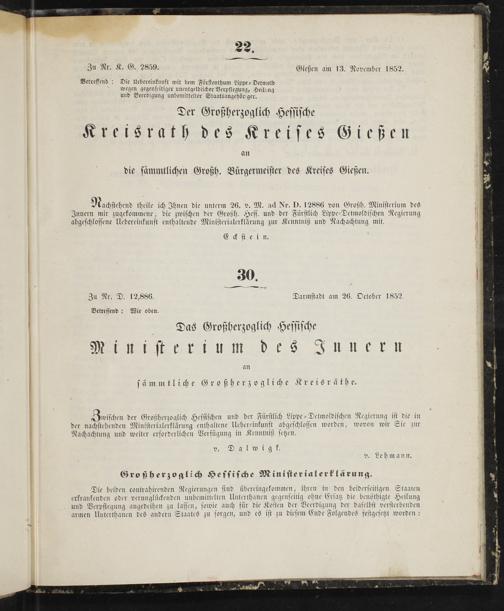 22.
Zu Nr. K. G. 2859. Gießen am 13. November 1852.
Betreffend : Die Uebereinkunft mit dem Fürstenthum Lippe-Detmold
wegen gegenseitiger unentgeldlicher Verpflegung, Heilung
und Beerdigung unbemittelter Staatsangehöriger.
Der Großherzoglich Hessische
Kreisrath des Kreises Gießen
an
die sämmtlichen Großh. Bürgermeister des Kreises Gießen.
Nachstehend theile ich Ihnen die unterm 26. v. M. ad Nr. D. 12886 von Großh. Ministerium des
Innern mir zugekommene, die zwischen der Großh. Hess. und der Fürstlich Lippe-Detmoldischen Regierung
abgeschlossene Uebereinkunft enthaltende Ministerialerklärung zur Kenntniß und Nachachtung mit.
Eckstein.
30.
Zu Nr. D. 12,886. Darmstadt am 26. October 1852
Betreffend : Wie oben.
Das Großherzoglich Hessische
Ministerium des Innern
an
sämmtliche Großherzogliche Kreisräthe.
Zwischen der Großherzoglich Hessischen und der Fürstlich Lippe-Detmoldischen Regierung ist die in
der nachstehenden Ministerialerklärung enthaltene Uebereinkunft abgeschlossen worden, wovon wir Sie zur
Nachachtung und weiter erforderlichen Verfügung in Kenntniß setzen.
v. Dalwigk.
v. Lehmann.
Großherzoglich Hessische Ministerialerklärung.
Die beiden contrahirenden Regierungen sind übereingekommen, ihren in den beiderseitigen Staaten
erkrankenden oder verunglückenden unbemittelten Unterthanen gegenseitig ohne Ersatz die benöthigte Heilung
und Verpflegung angedeihen zu lassen, sowie auch für die Kosten der Beerdigung der daselbst versterbenden
armen Unterthanen des andern Staates zu sorgen, und es ist zu diesem Ende Folgendes festgesetzt worden :